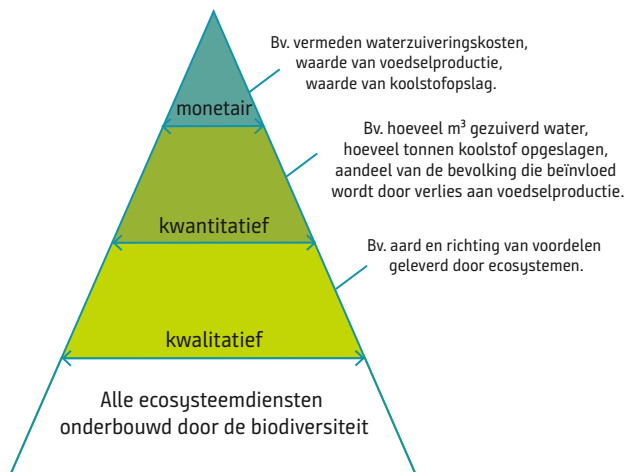 Bv. vermeden waterzuiveringskosten,
waarde van voedselproductie,
waarde van koolstofopslag.
monetair
Bv. hoeveel m³ gezuiverd water,
hoeveel tonnen koolstof opgeslagen,
aandeel van de bevolking die beïnvloed
wordt door verlies aan voedselproductie.
kwantitatief
Bv. aard en richting van voordelen
geleverd door ecosystemen.
kwalitatief
Alle ecosysteemdiensten
onderbouwd door de biodiversiteit